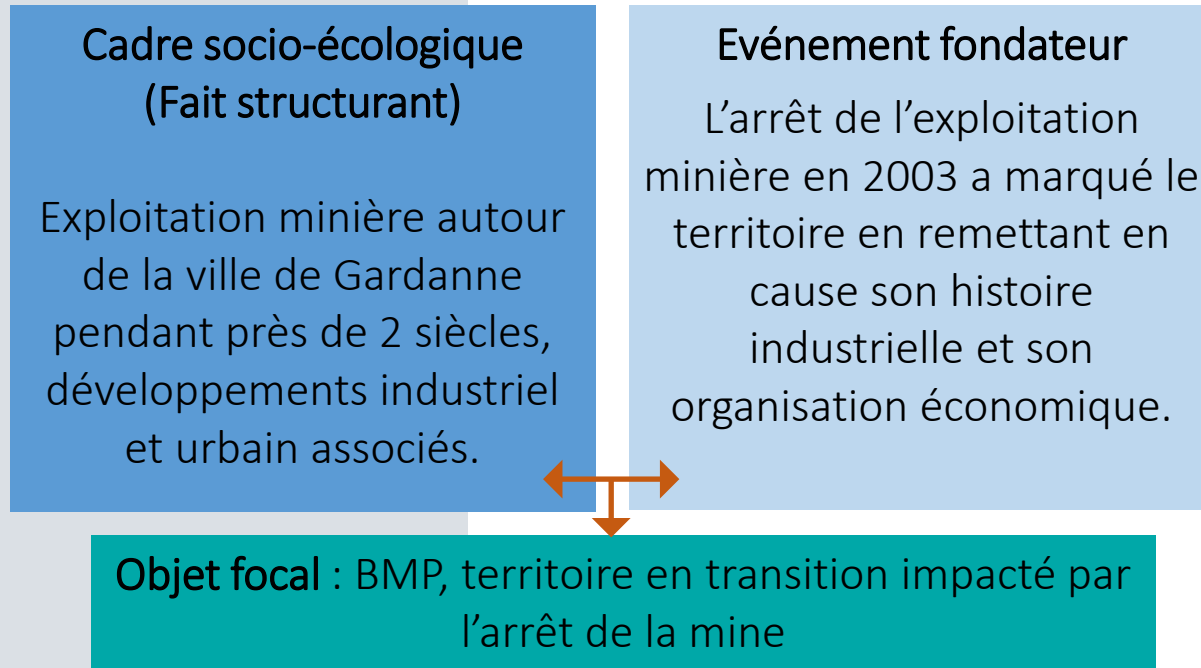 Cadre socio-écologique
(Fait structurant)
Exploitation minière autour
de la ville de Gardanne
pendant près de 2 siècles,
développements industriel
et urbain associés.
Evénement fondateur
L’arrêt de l’exploitation
minière en 2003 a marqué le
territoire en remettant en
cause son histoire
industrielle et son
organisation économique.
Objet focal : BMP, territoire en transition impacté par
l’arrêt de la mine